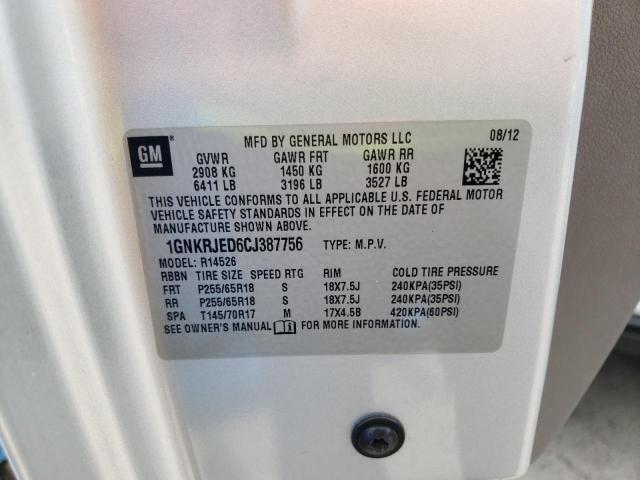 GM ® MFD BY GENERAL MOTORS LLC 08/12
GVWR GAWR FRT GAWR RR
2908 KG 1450 KG 1600 KG
6411 LB 3196 LB 3527 LB
THIS VEHICLE CONFORMS TO ALL APPLICABLE U.S. FEDERAL MOTOR
VEHICLE SAFETY STANDARDS IN EFFECT ON THE DATE OF
MANUFACTURE SHOWN ABOVE.
1GNKRJED6CJ387756 TYPE: M.P.V.
MODEL: R14526
RBBN TIRE SIZE SPEED RTG RIM COLD TIRE PRESSURE
FRT P255/65R18 S 18X7.5J 240KPA(35PSI)
RR P255/65R18 S 18X7.5J 240KPA(35PSI)
SPA T145/70R17 M 17X4.5B 420KPA(60PSI)
SEE OWNER'S MANUAL FOR MORE INFORMATION.